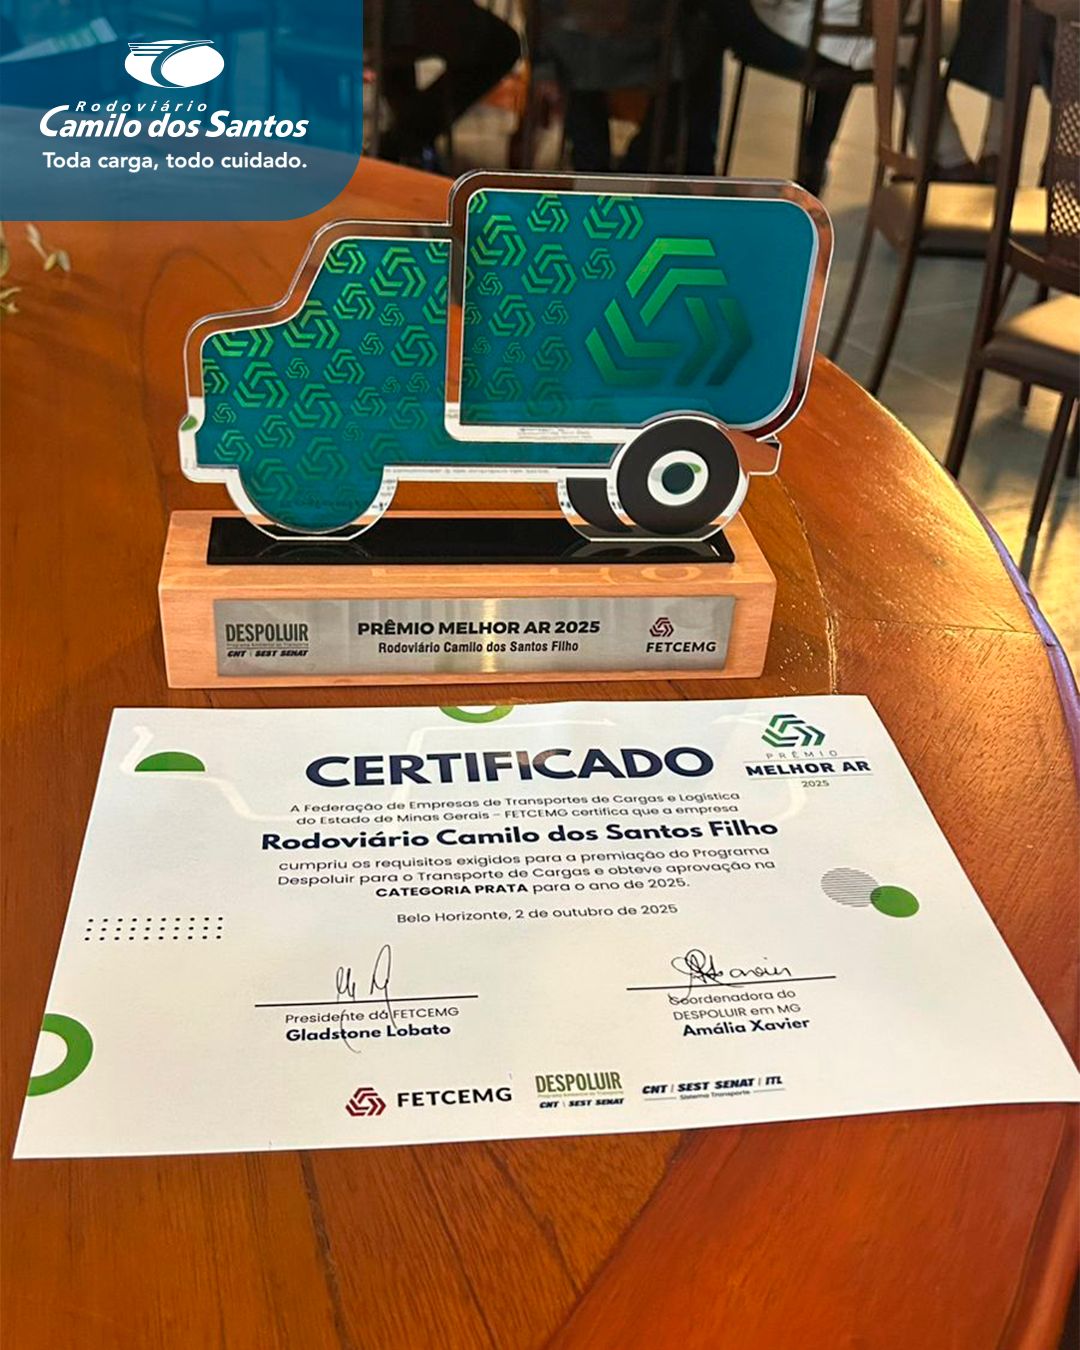 Rodoviário
Camilo dos Santos
Toda carga, todo cuidado.
DESPOLUIR
CNT | SEST SENAT
PRÊMIO MELHOR AR 2025
Rodoviário Camilo dos Santos Filho
FETCEMG
PRÊMIO
MELHOR AR
2025
CERTIFICADO
A Federação de Empresas de Transportes de Cargas e Logística
do Estado de Minas Gerais – FETCEMG certifica que a empresa
Rodoviário Camilo dos Santos Filho
cumpriu os requisitos exigidos para a premiação do Programa
Despoluir para o Transporte de Cargas e obteve aprovação na
CATEGORIA PRATA para o ano de 2025.
Belo Horizonte, 2 de outubro de 2025
Presidente da FETCEMG
Gladstone Lobato
Coordenadora do
DESPOLUIR em MG
Amália Xavier
FETCEMG
DESPOLUIR
CNT | SEST SENAT
CNT | SEST SENAT | ITL
Sistema Transporte